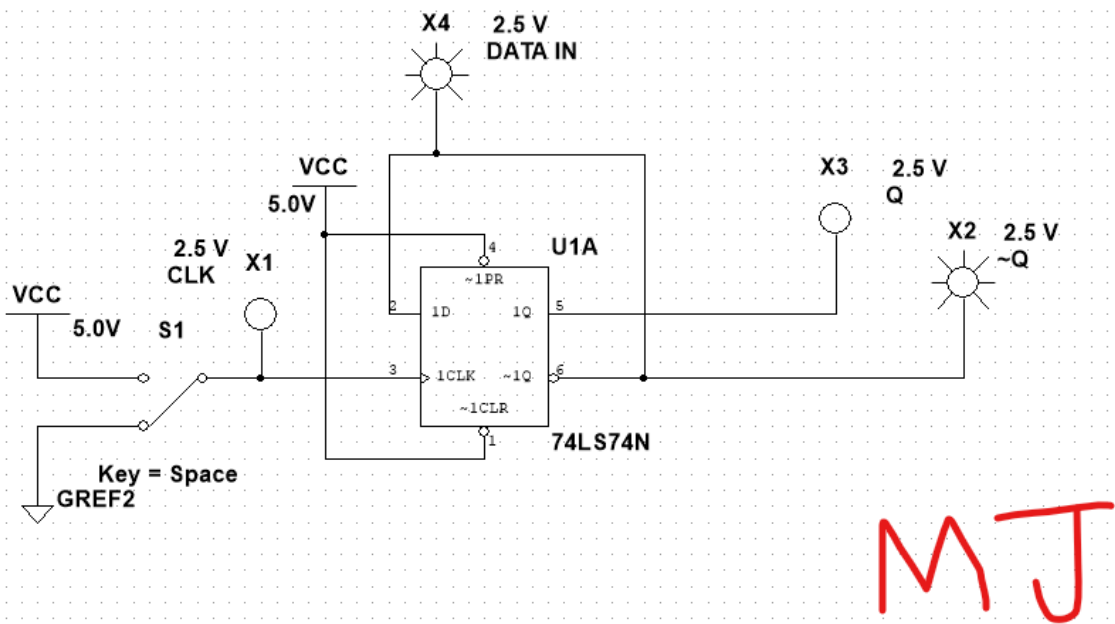 X4 2.5 V
DATA IN
VCC
5.0V
X3 2.5 V
Q
X2 2.5 V
~Q
2.5 V
CLK X1
U1A
4
~1PR
2 1D 1Q 5
3 1CLK ~1Q 6
~1CLR
1
74LS74N
VCC
5.0V S1
Key = Space
GREF2
MJ